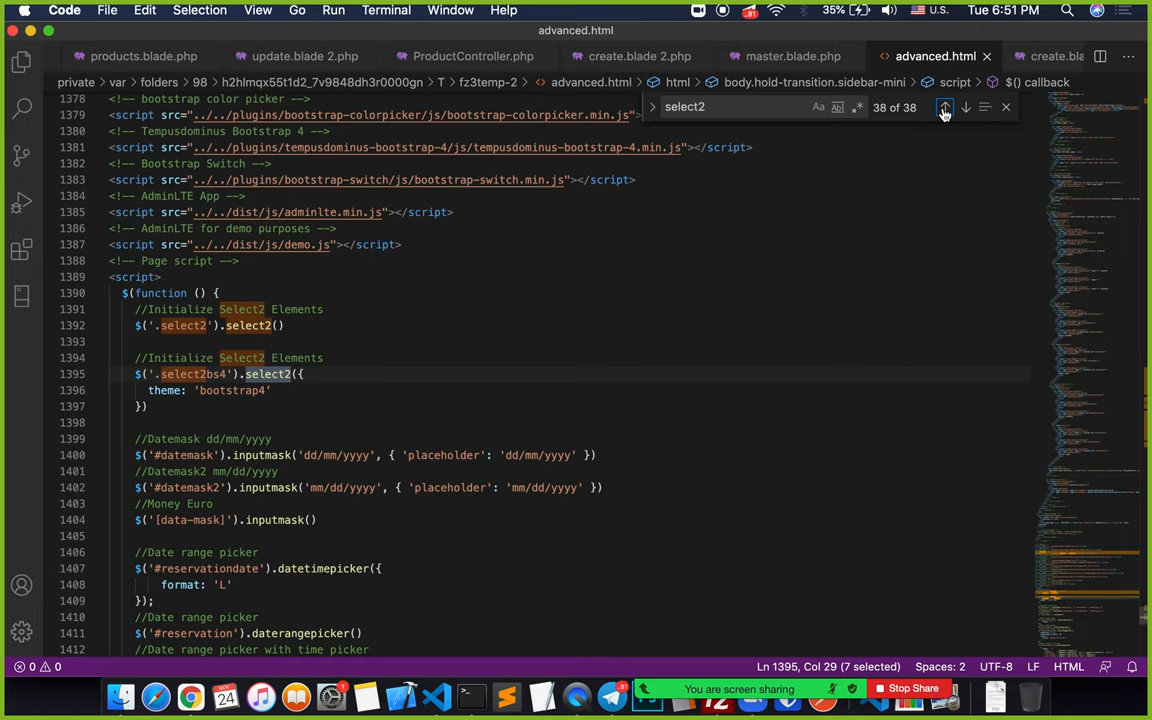 Code File Edit Selection View Go Run Terminal Window Help 35% U.S. Tue 6:51 PM
advanced.html
products.blade.php update.blade 2.php ProductController.php create.blade 2.php master.blade.php advanced.html create.bla
private › var › folders › 98 › h2hlmqx55t1d2_7v9848dh3r0000gn › T › fz3temp-2 › advanced.html › html › body.hold-transition.sidebar-mini › script › $() callback
select2 Aa Ab 38 of 38
1378 <!-- bootstrap color picker -->
1379 <script src="../../plugins/bootstrap-colorpicker/js/bootstrap-colorpicker.min.js">
1380 <!-- Tempusdominus Bootstrap 4 -->
1381 <script src="../../plugins/tempusdominus-bootstrap-4/js/tempusdominus-bootstrap-4.min.js"></script>
1382 <!-- Bootstrap Switch -->
1383 <script src="../../plugins/bootstrap-switch/js/bootstrap-switch.min.js"></script>
1384 <!-- AdminLTE App -->
1385 <script src="../../dist/js/adminlte.min.js"></script>
1386 <!-- AdminLTE for demo purposes -->
1387 <script src="../../dist/js/demo.js"></script>
1388 <!-- Page script -->
1389 <script>
1390 $(function () {
1391 //Initialize Select2 Elements
1392 $('.select2').select2()
1393
1394 //Initialize Select2 Elements
1395 $('.select2bs4').select2({
1396 theme: 'bootstrap4'
1397 })
1398
1399 //Datemask dd/mm/yyyy
1400 $('#datemask').inputmask('dd/mm/yyyy', { 'placeholder': 'dd/mm/yyyy' })
1401 //Datemask2 mm/dd/yyyy
1402 $('#datemask2').inputmask('mm/dd/yyyy', { 'placeholder': 'mm/dd/yyyy' })
1403 //Money Euro
1404 $('[data-mask]').inputmask()
1405
1406 //Date range picker
1407 $('#reservationdate').datetimepicker({
1408 format: 'L'
1409 });
1410 //Date range picker
1411 $('#reservation').daterangepicker()
1412 //Date range picker with time picker
0 0 Ln 1395, Col 29 (7 selected) Spaces: 2 UTF-8 LF HTML
You are screen sharing Stop Share